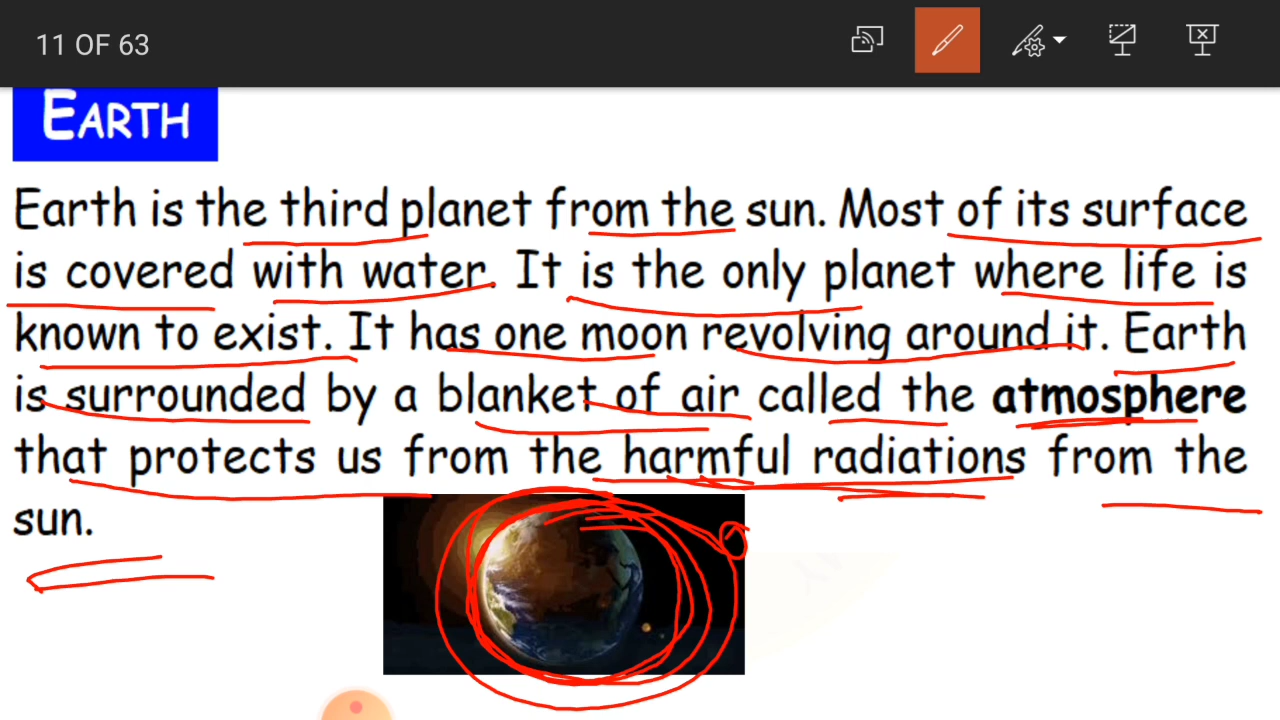 11 OF 63
EARTH
Earth is the third planet from the sun. Most of its surface
is covered with water. It is the only planet where life is
known to exist. It has one moon revolving around it. Earth
is surrounded by a blanket of air called the atmosphere
that protects us from the harmful radiations from the
sun.